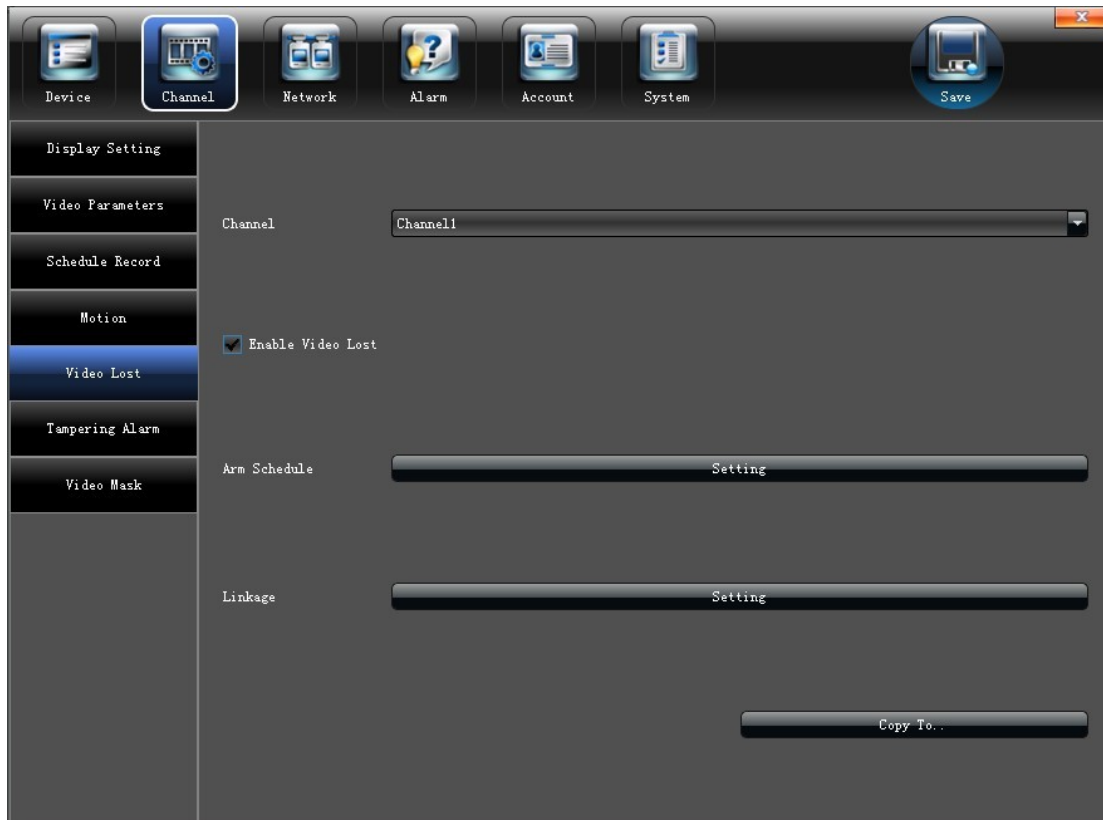 Device Channel Network Alarm Account System Save
Display Setting
Video Parameters
Channel Channel1
Schedule Record
Motion
Enable Video Lost
Video Lost
Tampering Alarm
Arm Schedule Setting
Video Mask
Linkage Setting
Copy To..